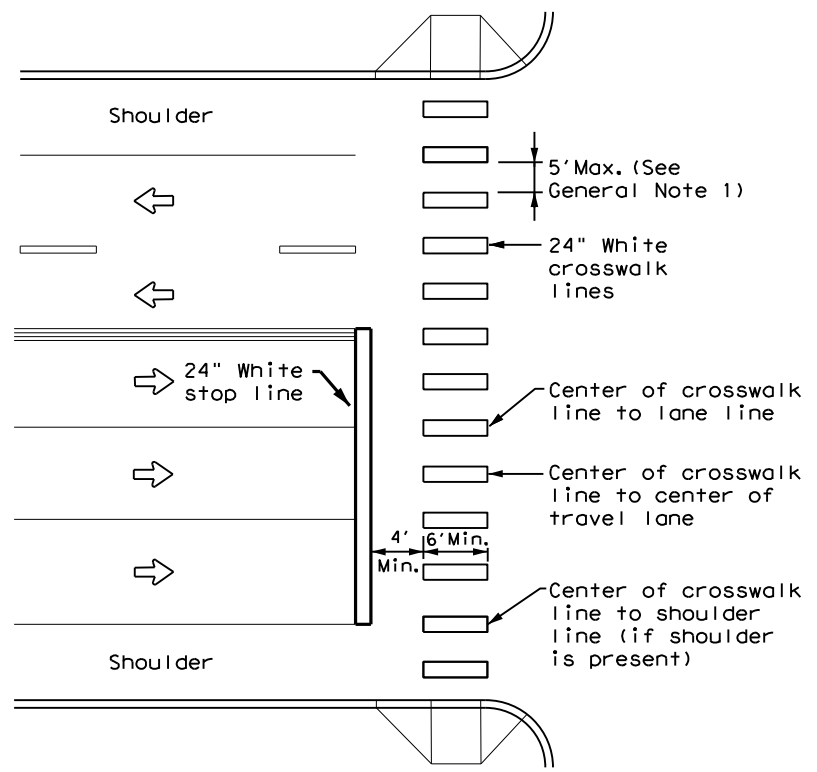 Shoulder
5'Max. (See
General Note 1)
24" White
crosswalk
lines
24" White
stop line
Center of crosswalk
line to lane line
Center of crosswalk
line to center of
travel lane
4'
Min.
6'Min.
Center of crosswalk
line to shoulder
line (if shoulder
is present)
Shoulder